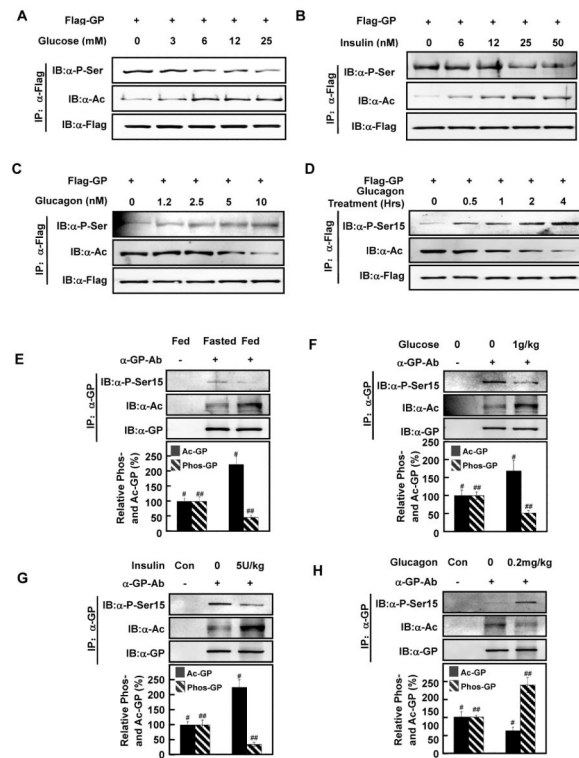 A
Flag-GP + + + + +
Glucose (mM) 0 3 6 12 25
IP: α-Flag
IB:α-P-Ser
IB:α-Ac
IB:α-Flag
B
Flag-GP + + + + +
Insulin (nM) 0 6 12 25 50
IP: α-Flag
IB:α-P-Ser
IB:α-Ac
IB:α-Flag
C
Flag-GP + + + + +
Glucagon (nM) 0 1.2 2.5 5 10
IP: α-Flag
IB:α-P-Ser
IB:α-Ac
IB:α-Flag
D
Flag-GP + + + + +
Glucagon
Treatment (Hrs) 0 0.5 1 2 4
IP: α-Flag
IB:α-P-Ser15
IB:α-Ac
IB:α-Flag
E
Fed Fasted Fed
α-GP-Ab - + +
IP: α-GP
IB:α-P-Ser15
IB:α-Ac
IB:α-GP
Relative Phos-
and Ac-GP (%)
250
200
150
100
50
Ac-GP
Phos-GP
# ## # ##
F
Glucose 0 0 1g/kg
α-GP-Ab - + +
IP: α-GP
IB:α-P-Ser15
IB:α-Ac
IB:α-GP
Relative Phos-
and Ac-GP (%)
250
200
150
100
50
Ac-GP
Phos-GP
# ## # ##
G
Insulin Con 0 5U/kg
α-GP-Ab - + +
IP: α-GP
IB:α-P-Ser15
IB:α-Ac
IB:α-GP
Relative Phos-
and Ac-GP (%)
250
200
150
100
50
Ac-GP
Phos-GP
# ## # ##
H
Glucagon Con 0 0.2mg/kg
α-GP-Ab - + +
IP: α-GP
IB:α-P-Ser15
IB:α-Ac
IB:α-GP
Relative Phos-
and Ac-GP (%)
250
200
150
100
50
Ac-GP
Phos-GP
# ## # ##